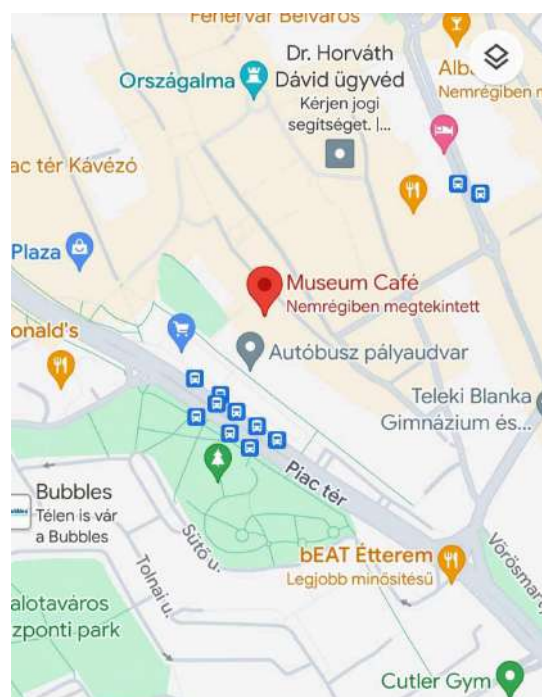 Fehérvár Belváros
Dr. Horváth
Dávid ügyvéd
Kérjen jogi
segítséget. |...
Országalma
Alba
Nemrégiben m
ac tér Kávézó
Plaza
Museum Café
Nemrégiben megtekintett
onald's
Autóbusz pályaudvar
Teleki Blanka
Gimnázium és...
Piac tér
Bubbles
Télen is vár
a Bubbles
Sütő u.
Tolnai u.
bEAT Étterem
Legjobb minősítésű
Vörösmarty
alotaváros
zponti park
Cutler Gym